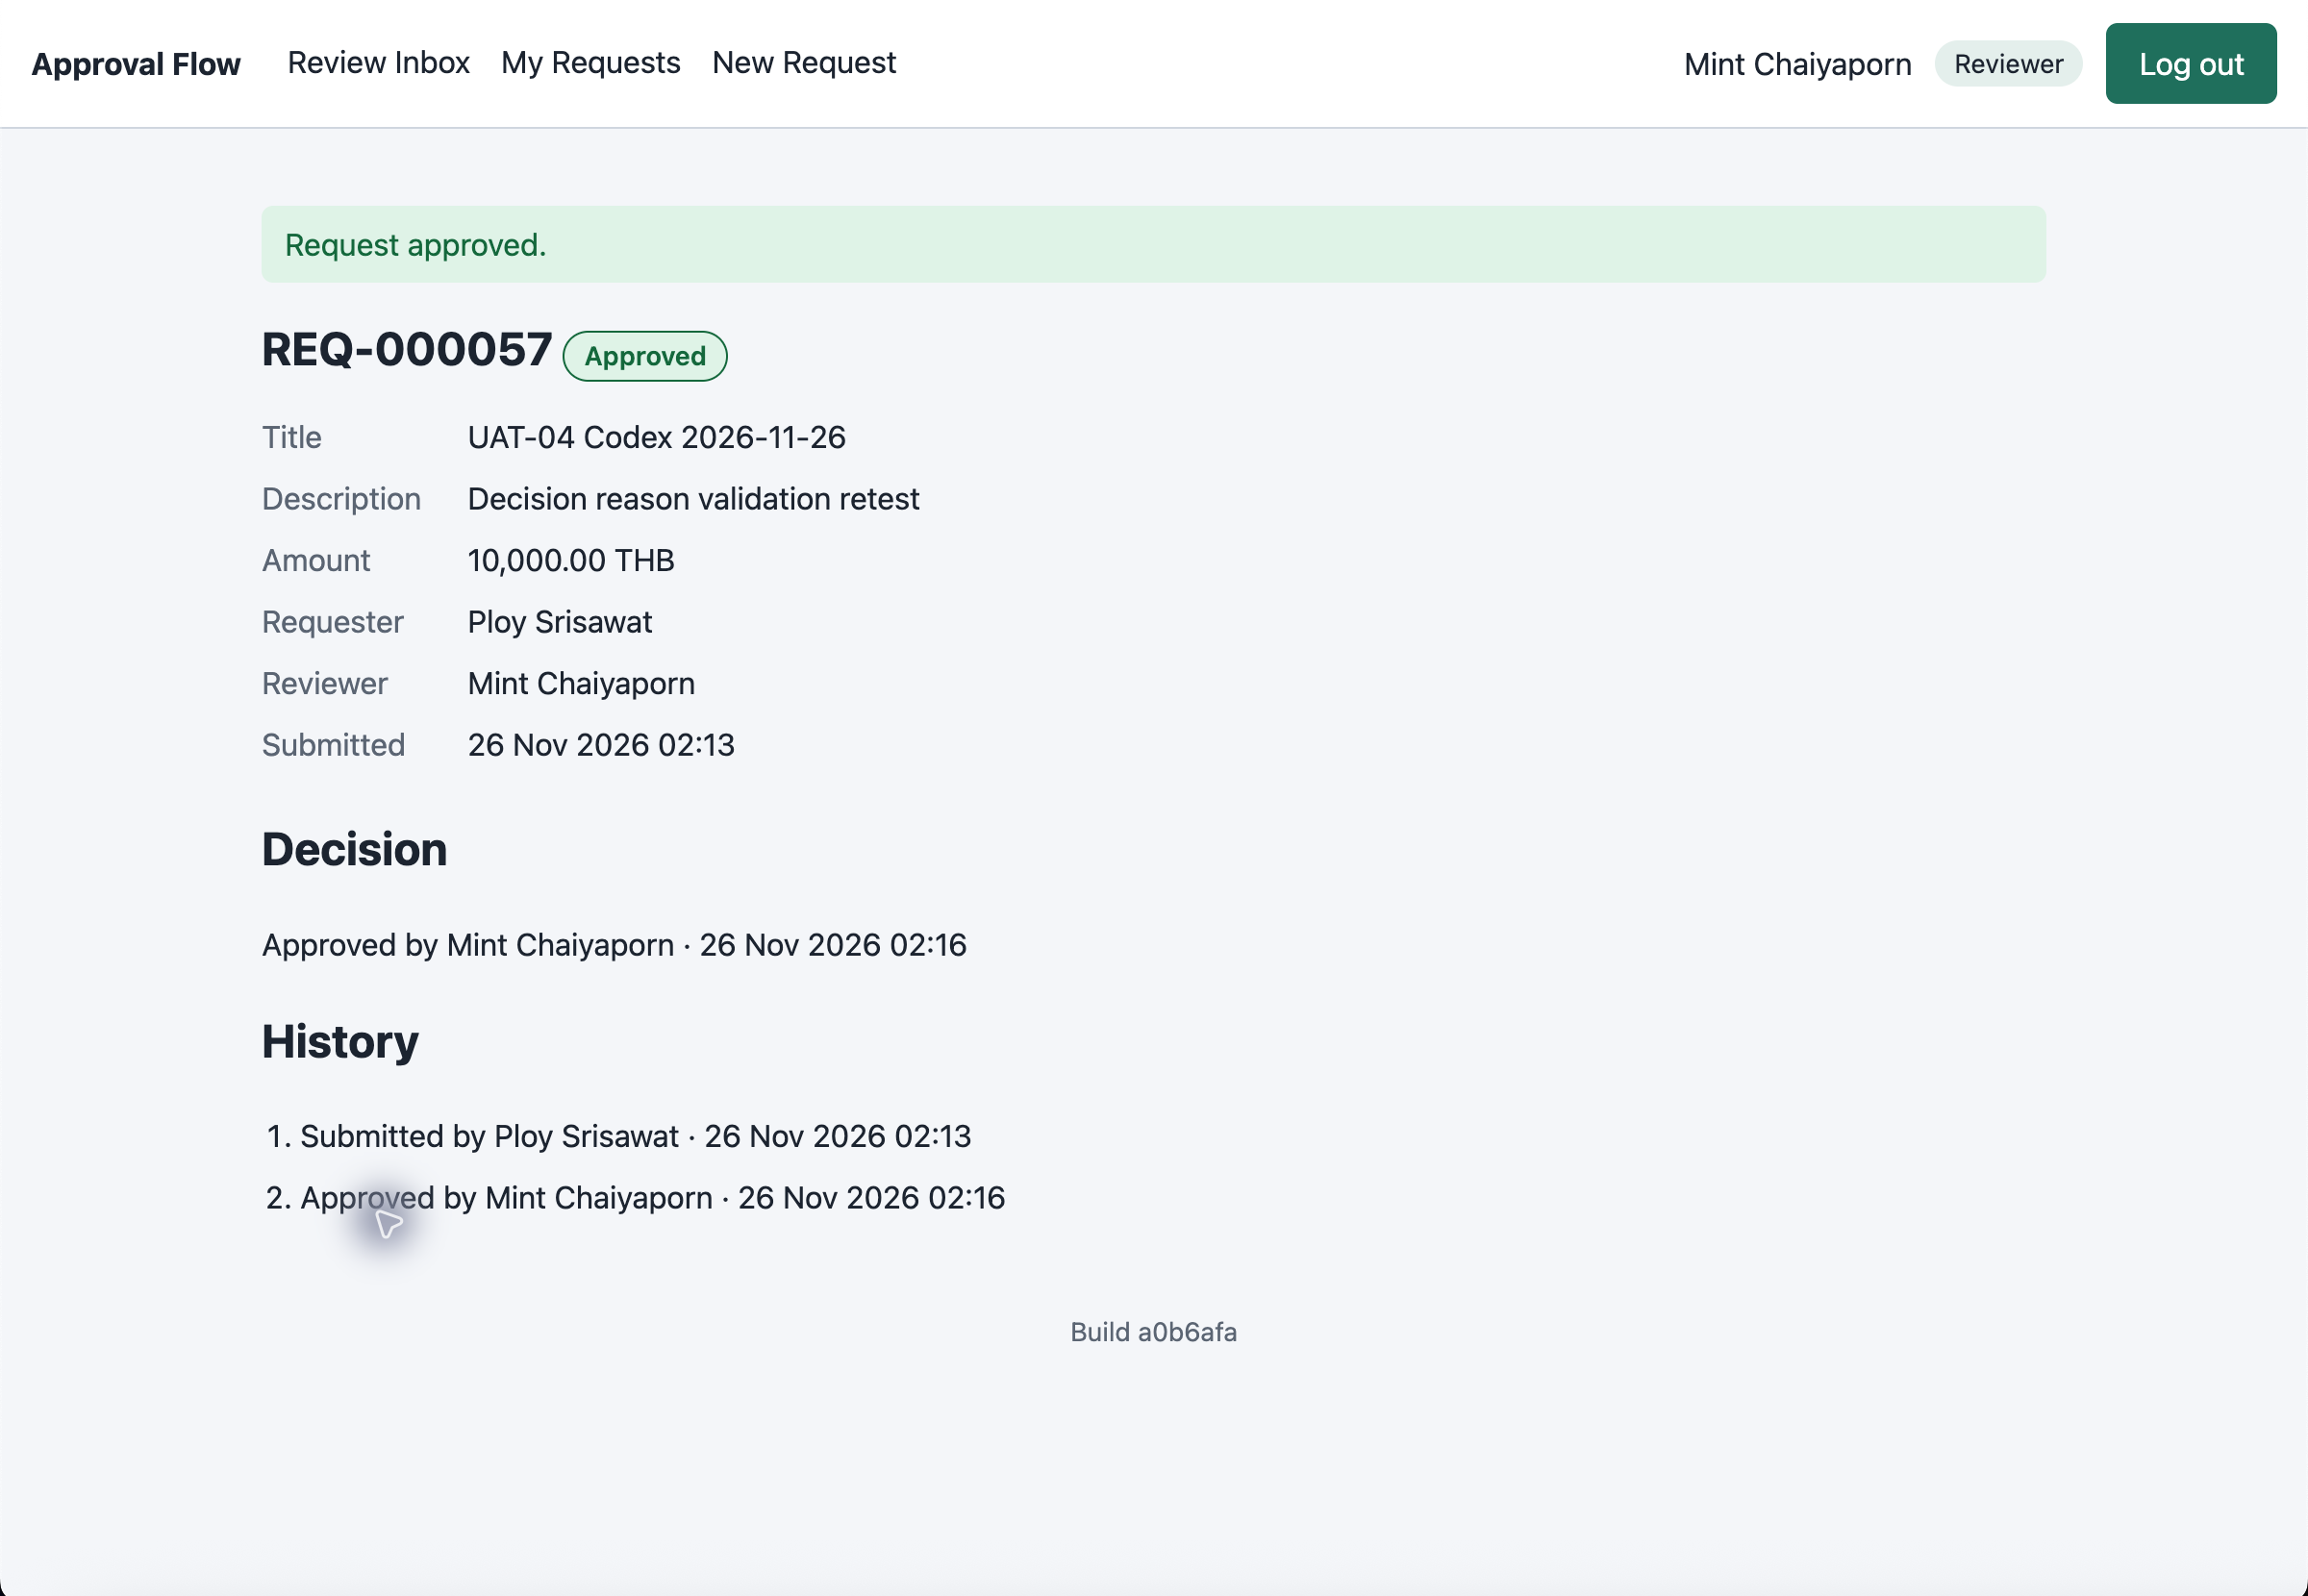 Approval Flow Review Inbox My Requests New Request Mint Chaiyaporn Reviewer Log out
Request approved.
REQ-000057 Approved
Title UAT-04 Codex 2026-11-26
Description Decision reason validation retest
Amount 10,000.00 THB
Requester Ploy Srisawat
Reviewer Mint Chaiyaporn
Submitted 26 Nov 2026 02:13
Decision
Approved by Mint Chaiyaporn · 26 Nov 2026 02:16
History
1. Submitted by Ploy Srisawat · 26 Nov 2026 02:13
2. Approved by Mint Chaiyaporn · 26 Nov 2026 02:16
Build a0b6afa